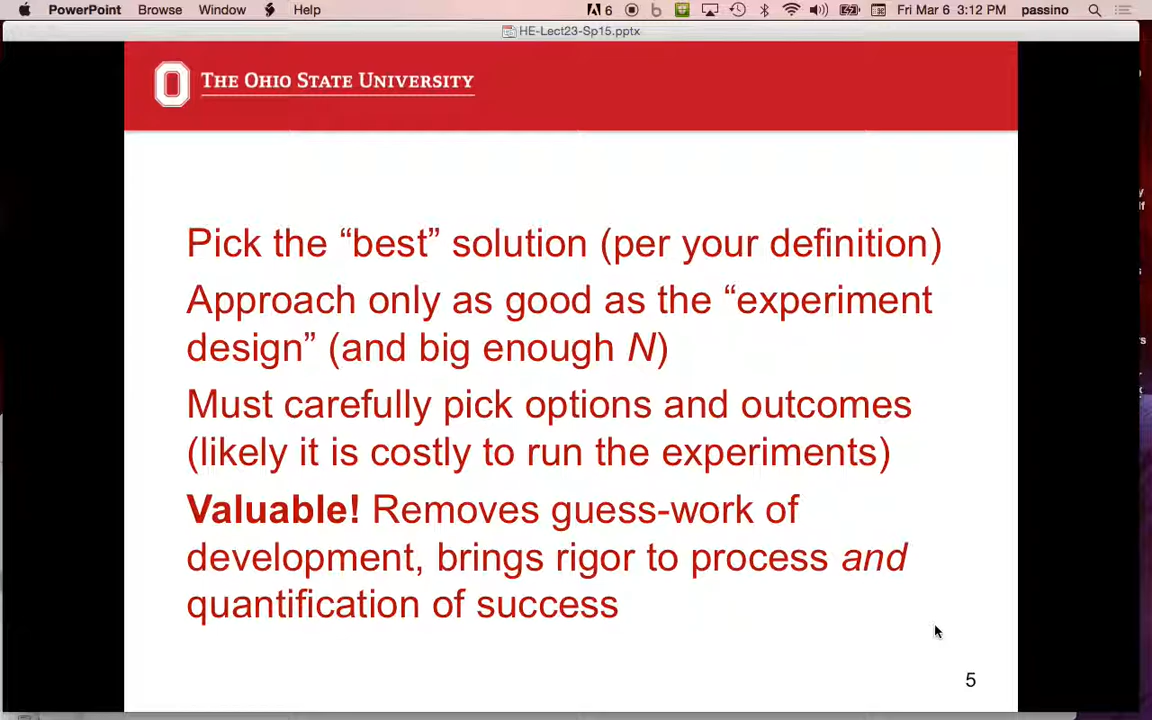 PowerPoint Browse Window Help 6 Fri Mar 6 3:12 PM passino
HE-Lect23-Sp15.pptx
THE OHIO STATE UNIVERSITY
Pick the “best” solution (per your definition)
Approach only as good as the “experiment
design” (and big enough N)
Must carefully pick options and outcomes
(likely it is costly to run the experiments)
Valuable! Removes guess-work of
development, brings rigor to process and
quantification of success
5